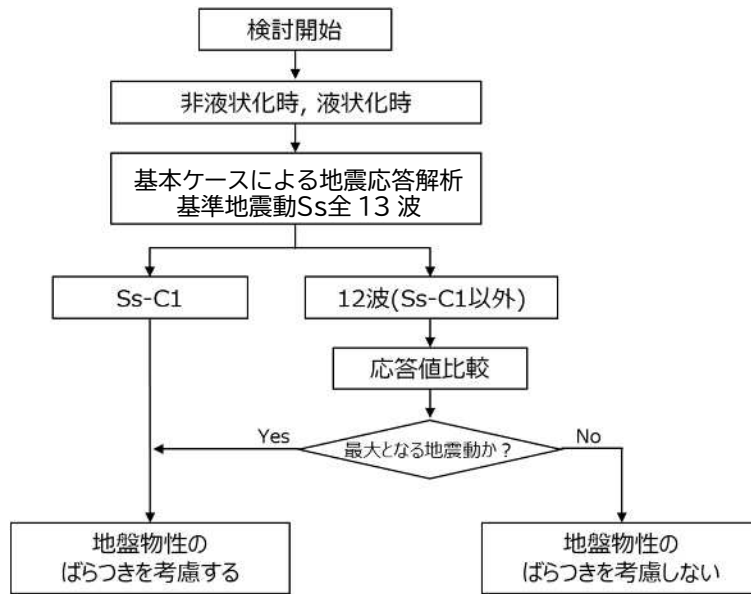 検討開始
非液状化時, 液状化時
基本ケースによる地震応答解析
基準地震動Ss全13波
Ss-C1
12波(Ss-C1以外)
応答値比較
最大となる地震動か？
Yes
No
地盤物性の
ばらつきを考慮する
地盤物性の
ばらつきを考慮しない